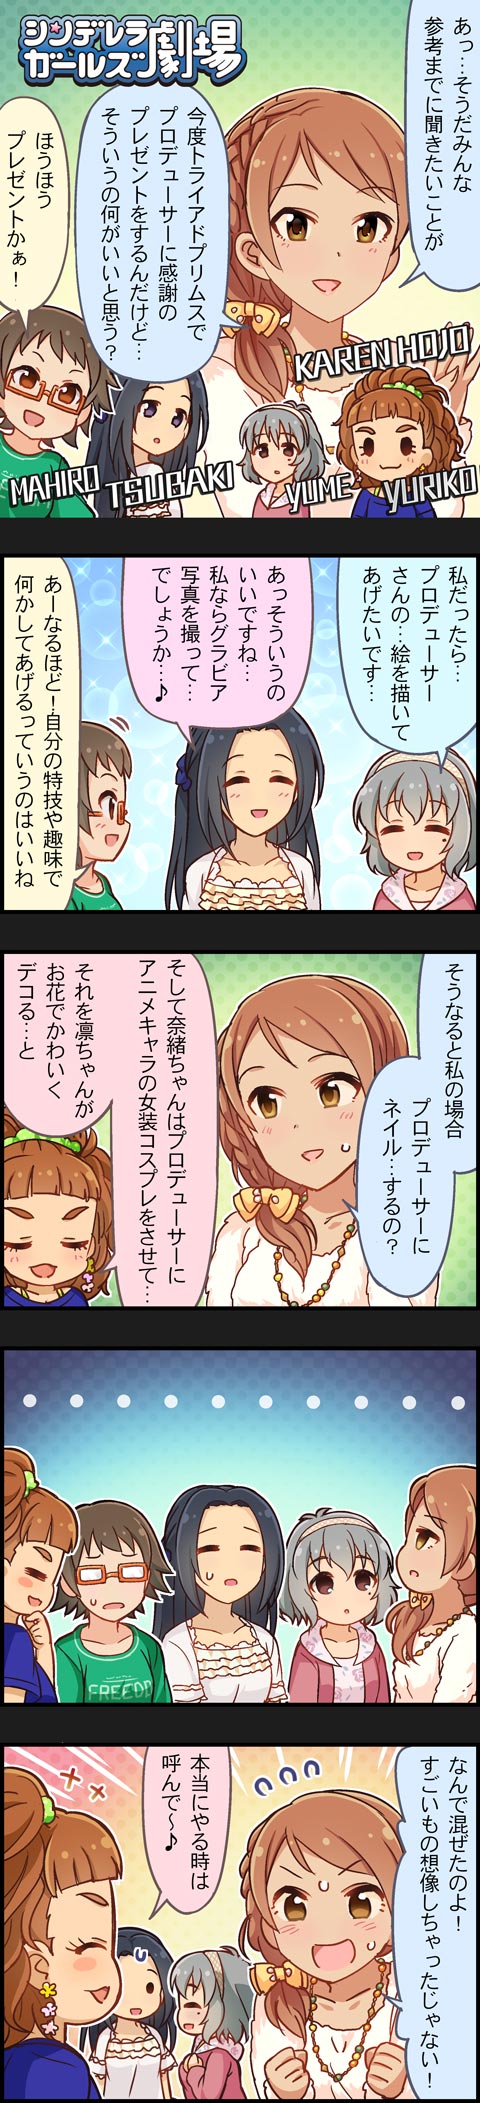 シンデレラ
ガールズ劇場
あっ…そうだみんな
参考までに聞きたいことが
今度トライアドプリムスで
プロデューサーに感謝の
プレゼントをするんだけど…
そういうの何がいいと思う?
ほうほう
プレゼントかぁ!
KAREN HOJO
MAHIRO
TSUBAKI
YUME
YURIKO
私だったら…
プロデューサー
さんの…絵を描いて
あげたいです…
あっそういうの
いいですね…
私ならグラビア
写真を撮って…
でしょうか…♪
あーなるほど!自分の特技や趣味で
何かしてあげるっていうのはいいね
そうなると私の場合
プロデューサーに
ネイル…するの?
そして奈緒ちゃんはプロデューサーに
アニメキャラの女装コスプレをさせて…
それを凛ちゃんが
お花でかわいく
デコる…と
FREEDO
なんで混ぜたのよ!
すごいもの想像しちゃったじゃない!
本当にやる時は
呼んで～♪